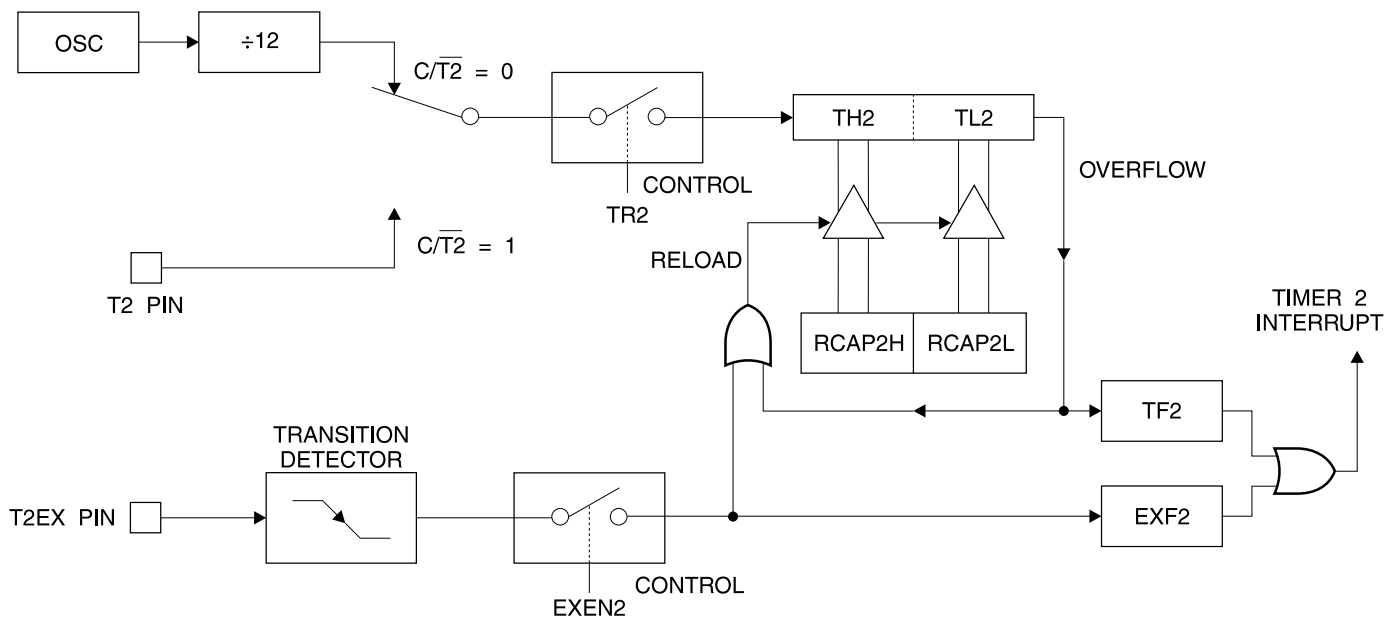 OSC
÷12
C/T2̅ = 0
TH2
TL2
OVERFLOW
CONTROL
TR2
C/T2̅ = 1
RELOAD
T2 PIN
TIMER 2
INTERRUPT
RCAP2H
RCAP2L
TF2
TRANSITION
DETECTOR
T2EX PIN
EXF2
CONTROL
EXEN2